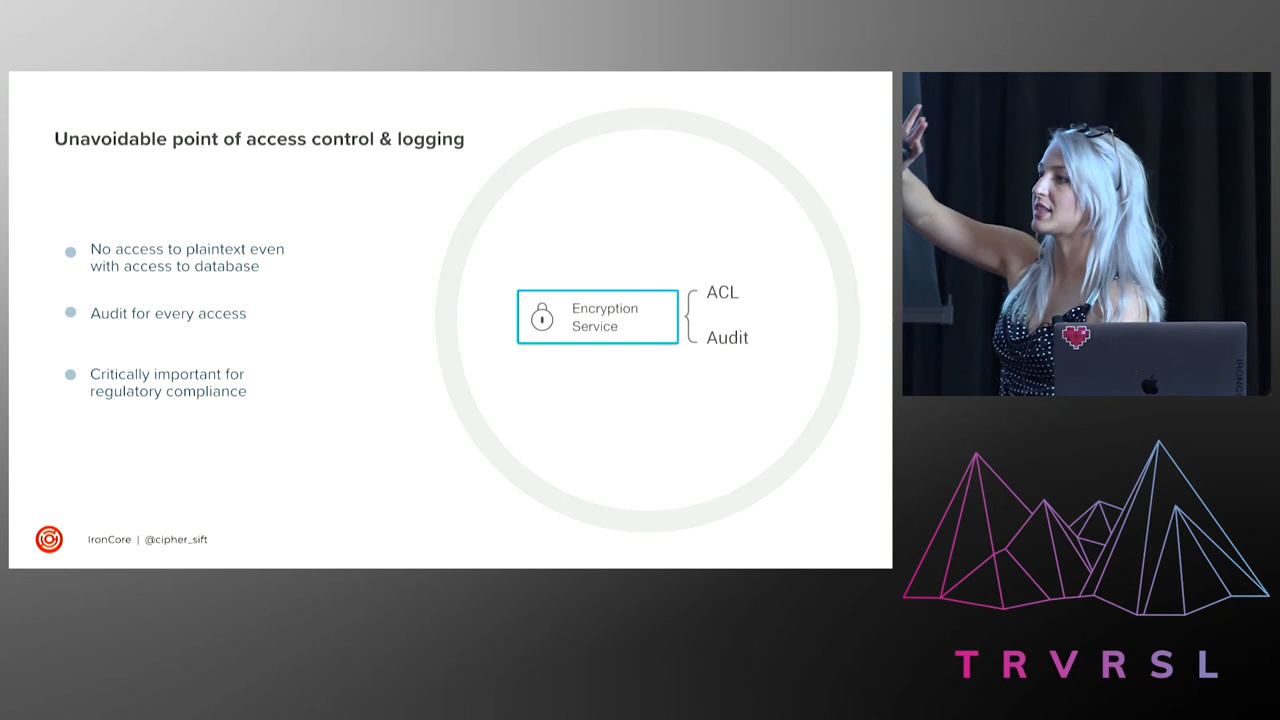 Unavoidable point of access control & logging
No access to plaintext even
with access to database
Audit for every access
Critically important for
regulatory compliance
Encryption
Service
ACL
Audit
IronCore | @cipher_sift
IRONC
TRVRSL